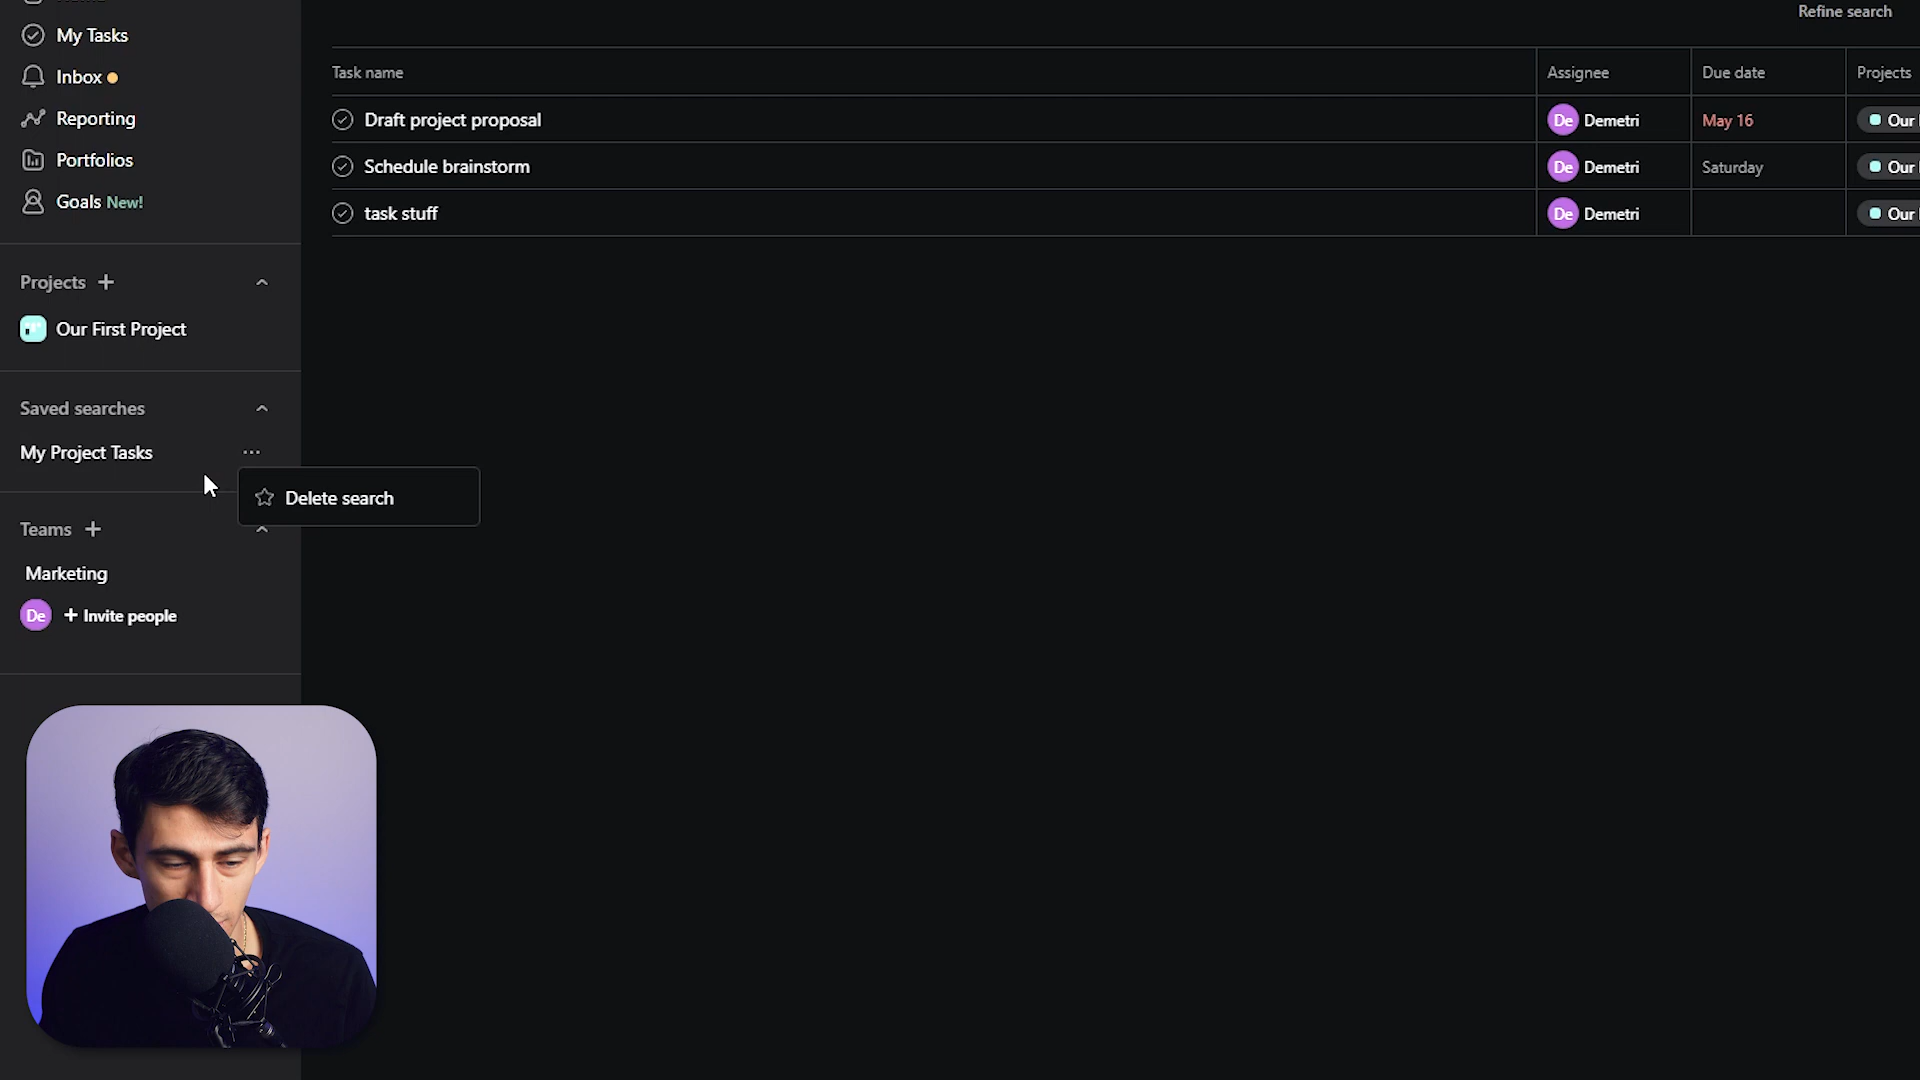 My Tasks
Inbox
Reporting
Portfolios
Goals New!
Projects +
Our First Project
Saved searches
My Project Tasks ...
Delete search
Teams +
Marketing
De + Invite people
Refine search
Task name Assignee Due date Projects
Draft project proposal De Demetri May 16 Our
Schedule brainstorm De Demetri Saturday Our
task stuff De Demetri Our